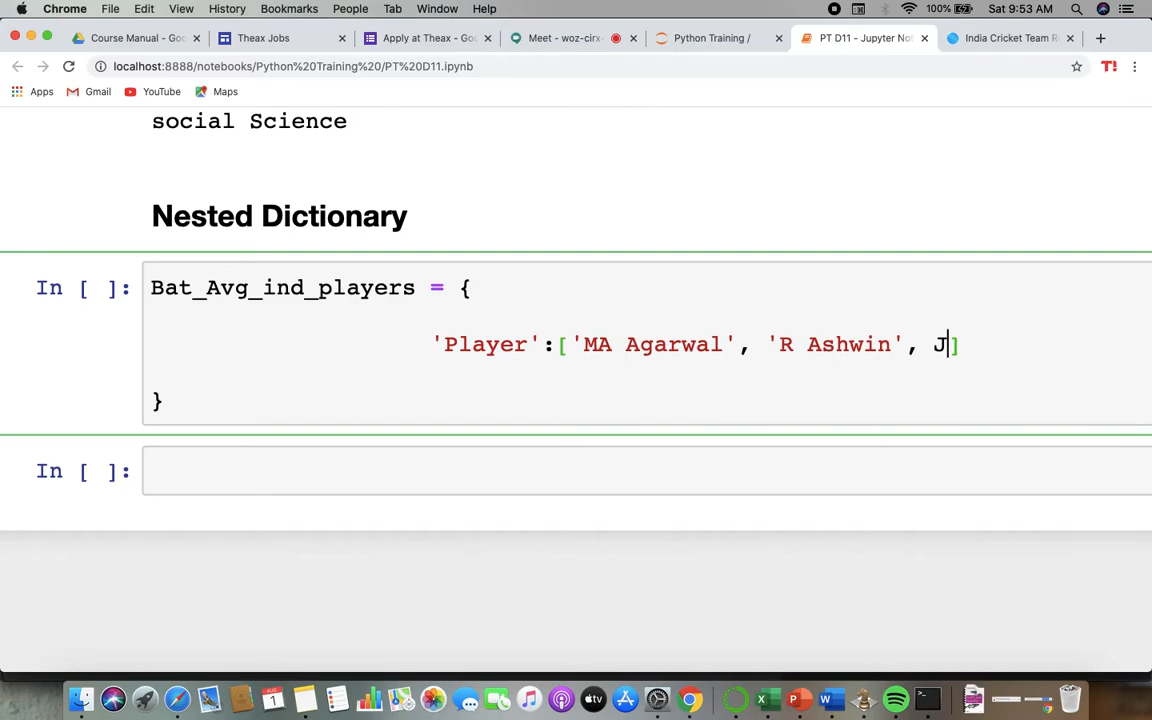 Chrome File Edit View History Bookmarks People Tab Window Help 100% Sat 9:53 AM
Course Manual - Goo Theax Jobs Apply at Theax - Goo Meet - woz-cirx- Python Training / PT D11 - Jupyter Not India Cricket Team R
localhost:8888/notebooks/Python%20Training%20/PT%20D11.ipynb T!
Apps Gmail YouTube Maps
social Science
Nested Dictionary
In [ ]: Bat_Avg_ind_players = {
'Player':['MA Agarwal', 'R Ashwin', J]
}
In [ ]: